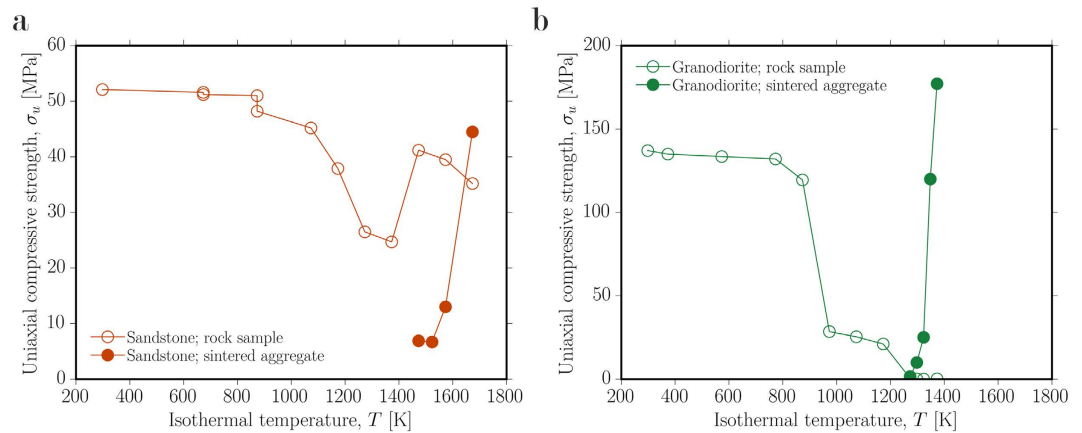 a
60
50
40
30
20
10
0
Uniaxial compressive strength, σu [MPa]
Sandstone; rock sample
Sandstone; sintered aggregate
200 400 600 800 1000 1200 1400 1600 1800
Isothermal temperature, T [K]
b
200
150
100
50
0
Uniaxial compressive strength, σu [MPa]
Granodiorite; rock sample
Granodiorite; sintered aggregate
200 400 600 800 1000 1200 1400 1600 1800
Isothermal temperature, T [K]